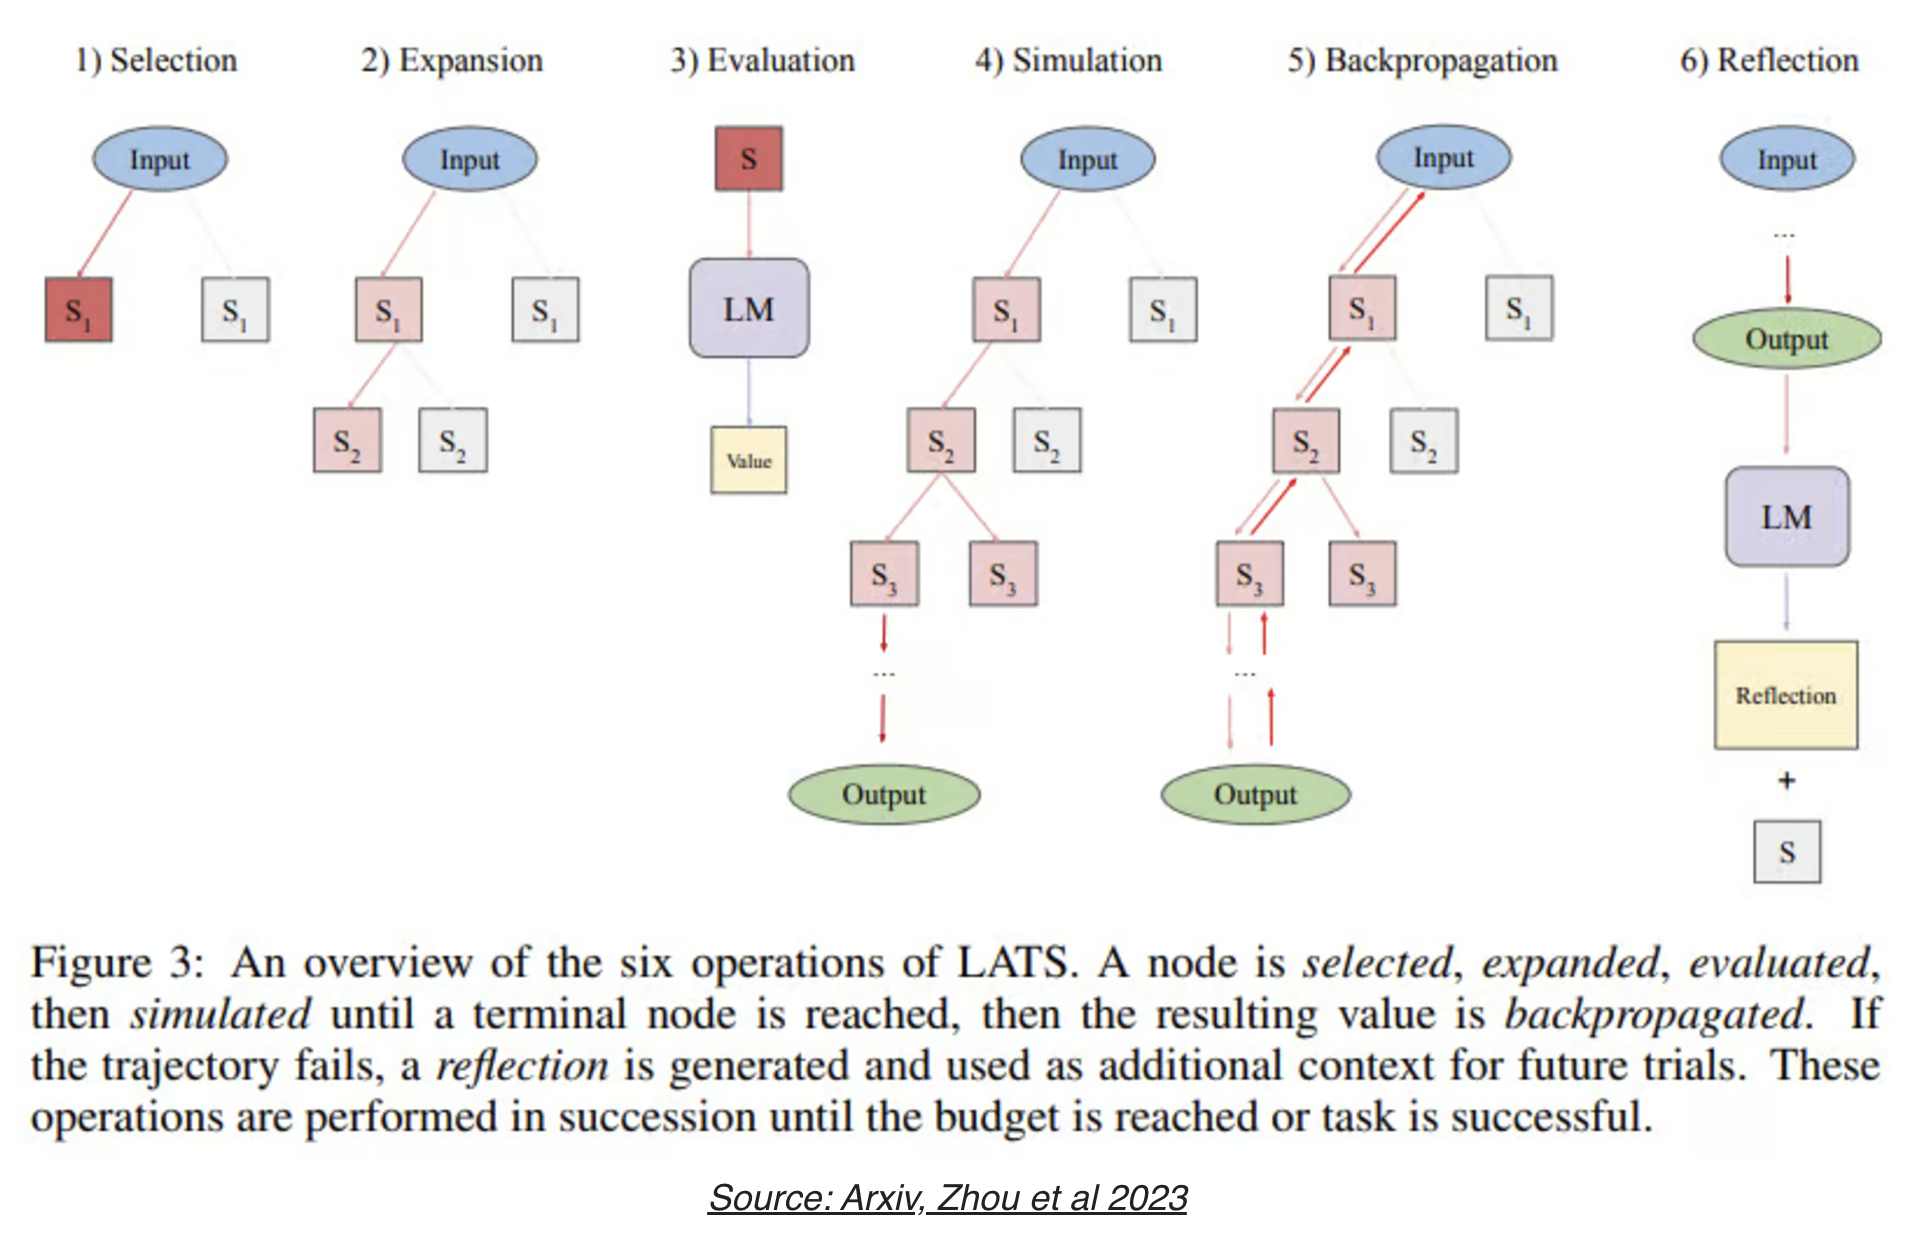 1) Selection
2) Expansion
3) Evaluation
4) Simulation
5) Backpropagation
6) Reflection
Input
S1
S1
Input
S1
S1
S2
S2
S
LM
Value
Input
S1
S1
S2
S2
S3
S3
...
Output
Input
S1
S1
S2
S2
S3
S3
...
Output
Input
...
Output
LM
Reflection
+
S
Figure 3: An overview of the six operations of LATS. A node is selected, expanded, evaluated,
then simulated until a terminal node is reached, then the resulting value is backpropagated. If
the trajectory fails, a reflection is generated and used as additional context for future trials. These
operations are performed in succession until the budget is reached or task is successful.
Source: Arxiv, Zhou et al 2023